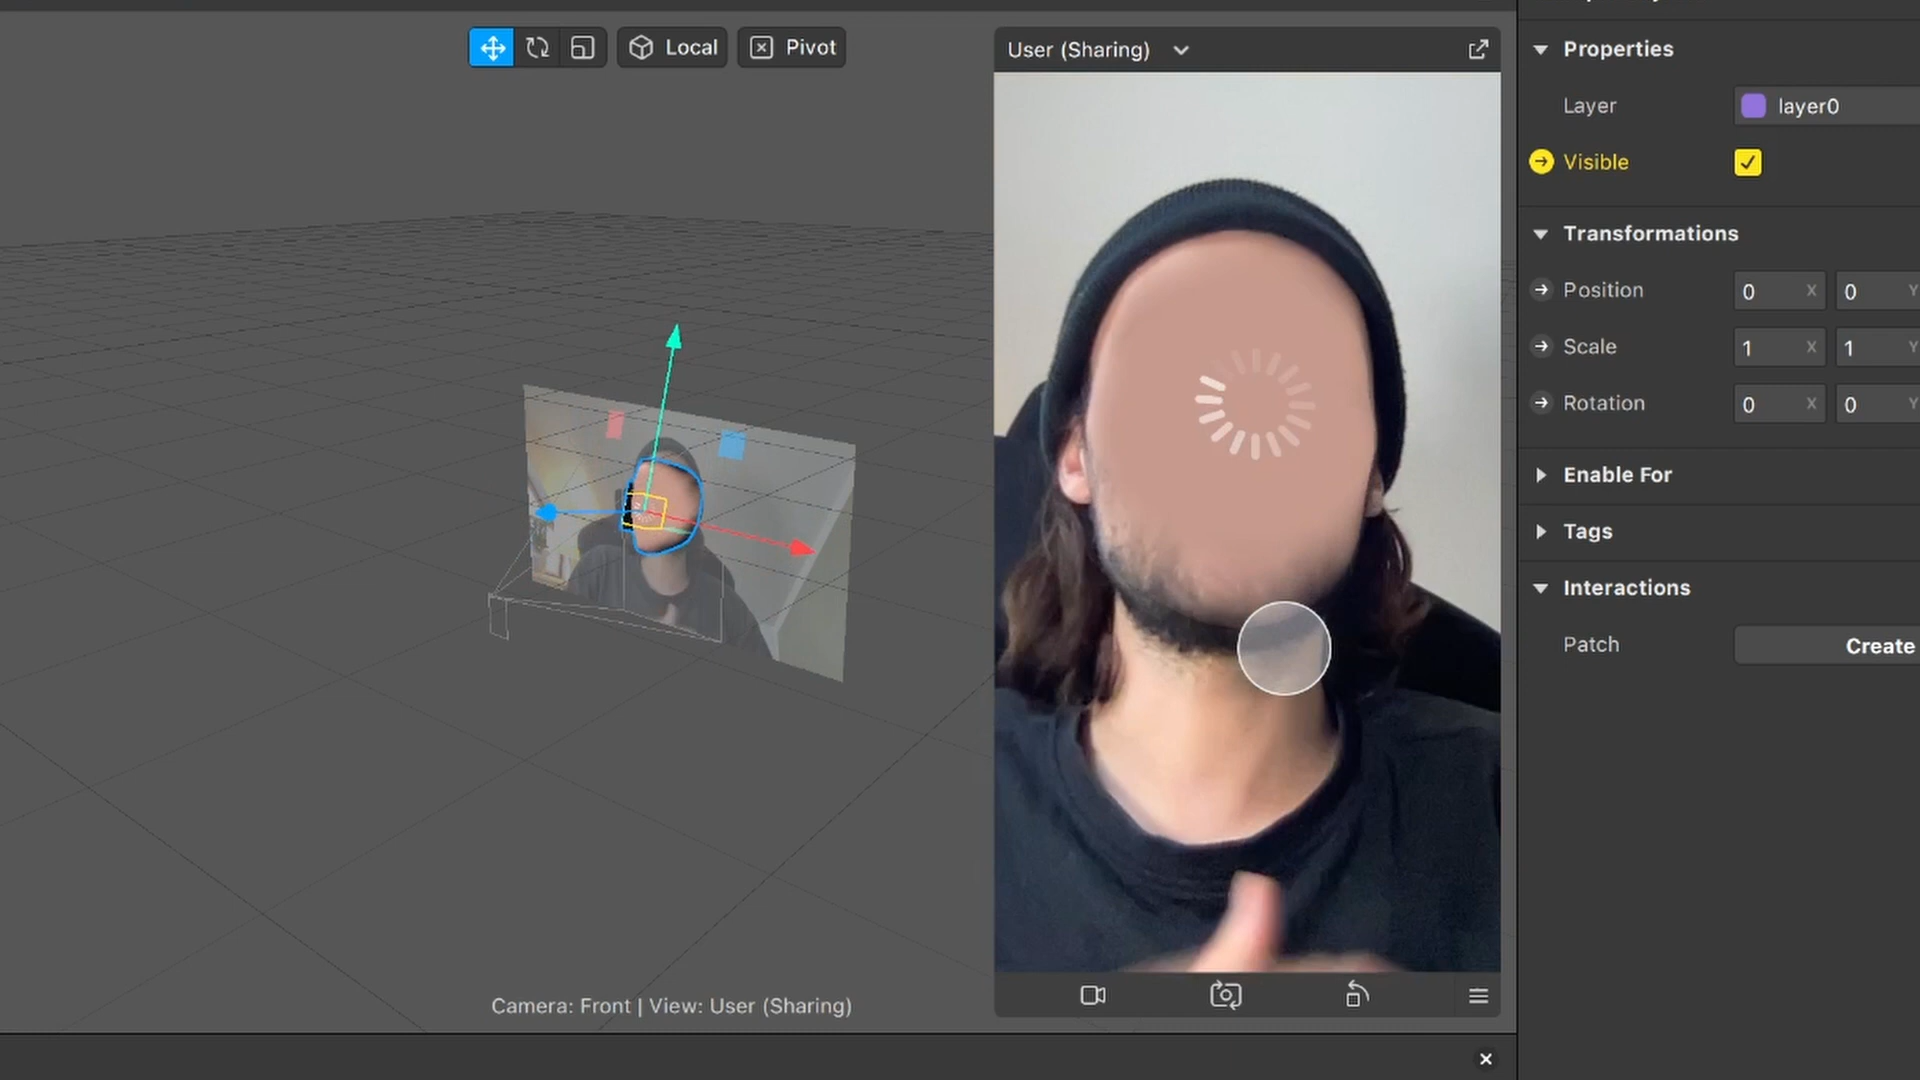 Local
Pivot
User (Sharing)
Properties
Layer
layer0
Visible
Transformations
Position
0 X
0 Y
Scale
1 X
1 Y
Rotation
0 X
0 Y
Enable For
Tags
Interactions
Patch
Create
Camera: Front | View: User (Sharing)